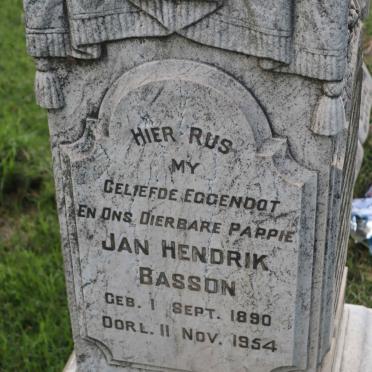 HIER RUS
MY
GELIEFDE EGGENOOT
EN ONS DIERBARE PAPPIE
JAN HENDRIK
BASSON
GEB. 1 SEPT. 1890
OORL. 11 NOV. 1954